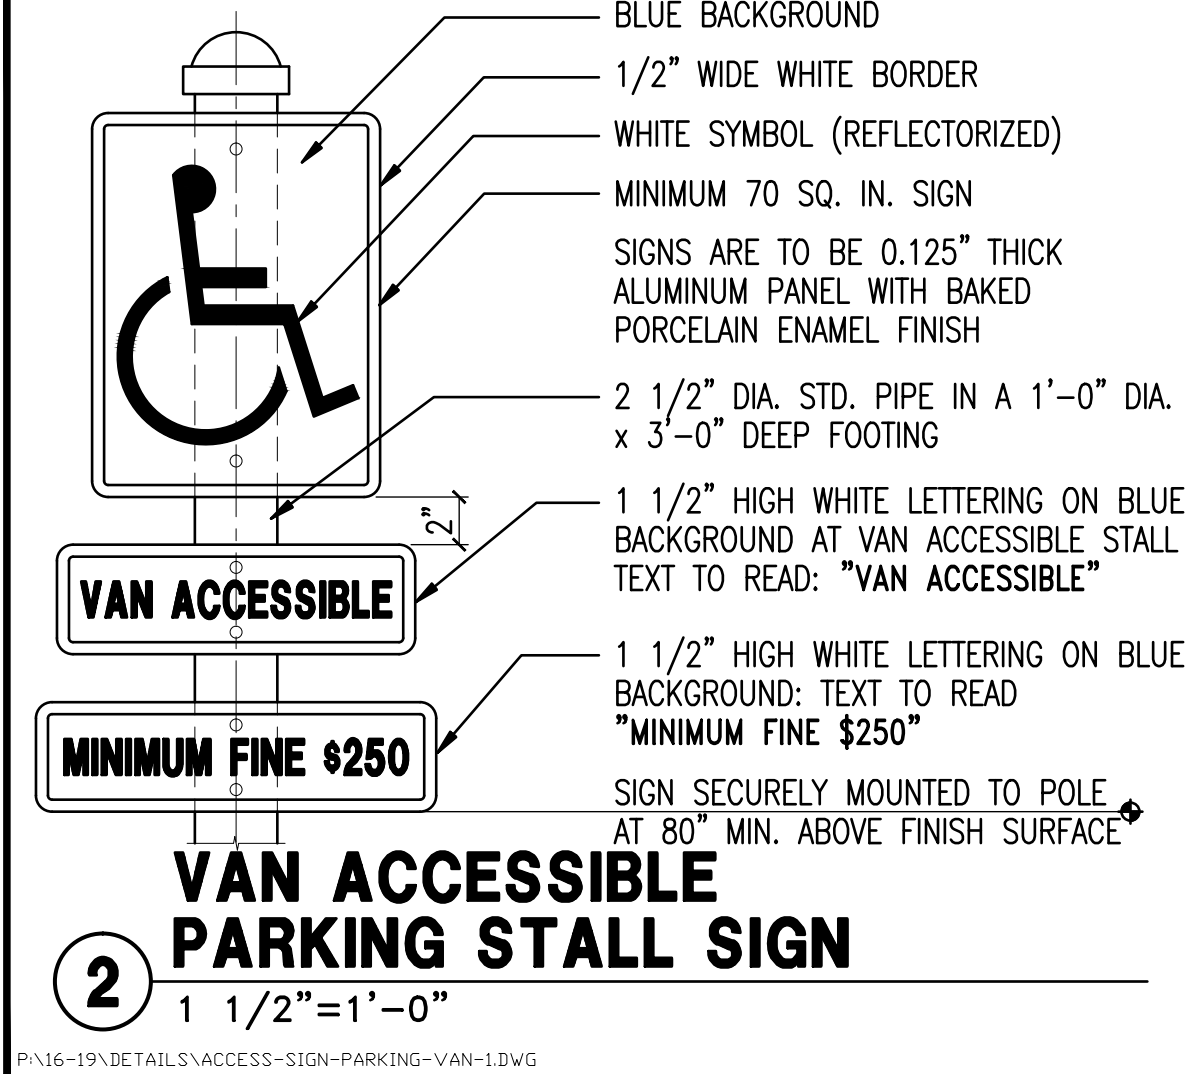 BLUE BACKGROUND
1/2" WIDE WHITE BORDER
WHITE SYMBOL (REFLECTORIZED)
MINIMUM 70 SQ. IN. SIGN
SIGNS ARE TO BE 0.125" THICK
ALUMINUM PANEL WITH BAKED
PORCELAIN ENAMEL FINISH
2 1/2" DIA. STD. PIPE IN A 1'-0" DIA.
x 3'-0" DEEP FOOTING
2"
1 1/2" HIGH WHITE LETTERING ON BLUE
BACKGROUND AT VAN ACCESSIBLE STALL
TEXT TO READ: "VAN ACCESSIBLE"
VAN ACCESSIBLE
1 1/2" HIGH WHITE LETTERING ON BLUE
BACKGROUND: TEXT TO READ
"MINIMUM FINE $250"
MINIMUM FINE $250
SIGN SECURELY MOUNTED TO POLE
AT 80" MIN. ABOVE FINISH SURFACE
VAN ACCESSIBLE
PARKING STALL SIGN
2
1 1/2"=1'-0"
P:\16-19\DETAILS\ACCESS-SIGN-PARKING-VAN-1.DWG